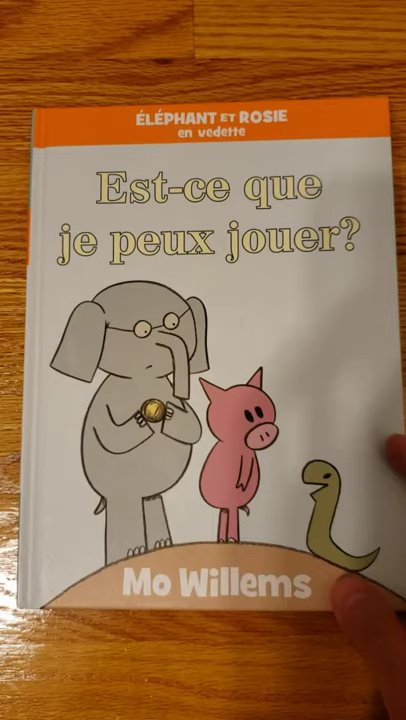 ÉLÉPHANT ET ROSIE
en vedette
Est-ce que
je peux jouer?
Mo Willems